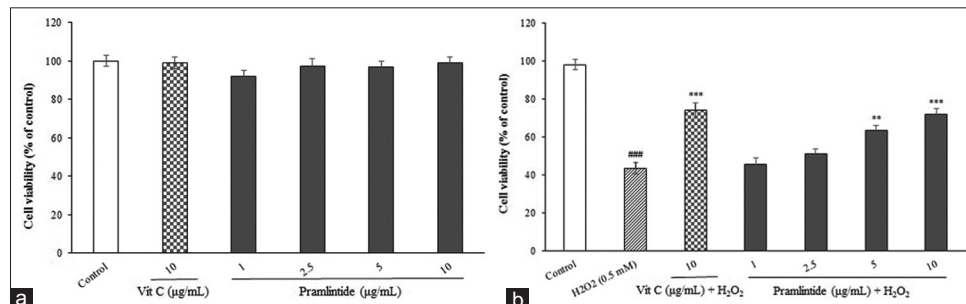 120
100
80
60
40
20
0
Cell viability (% of control)
Control
10
1
2.5
5
10
Vit C (µg/mL)
Pramlintide (µg/mL)
a
120
100
80
60
40
20
0
Cell viability (% of control)
###
***
**
***
Control
H2O2 (0.5 mM)
10
1
2.5
5
10
Vit C (µg/mL) + H₂O₂
Pramlintide (µg/mL) + H₂O₂
b